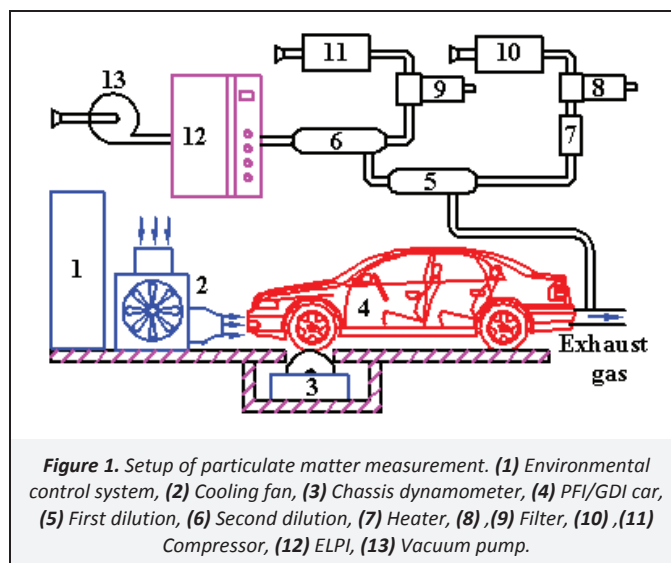 11
10
13
9
8
12
6
7
5
1
2
4
3
Exhaust
gas
Figure 1. Setup of particulate matter measurement. (1) Environmental
control system, (2) Cooling fan, (3) Chassis dynamometer, (4) PFI/GDI car,
(5) First dilution, (6) Second dilution, (7) Heater, (8) ,(9) Filter, (10) ,(11)
Compressor, (12) ELPI, (13) Vacuum pump.